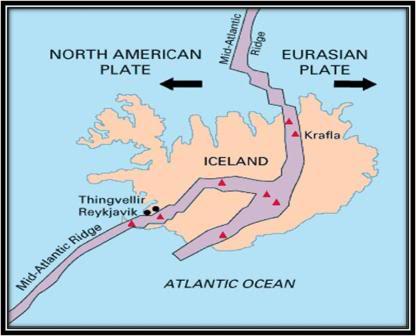 Mid-Atlantic
Ridge
NORTH AMERICAN
PLATE
EURASIAN
PLATE
Krafla
ICELAND
Thingvellir
Reykjavik
Mid-Atlantic Ridge
ATLANTIC OCEAN